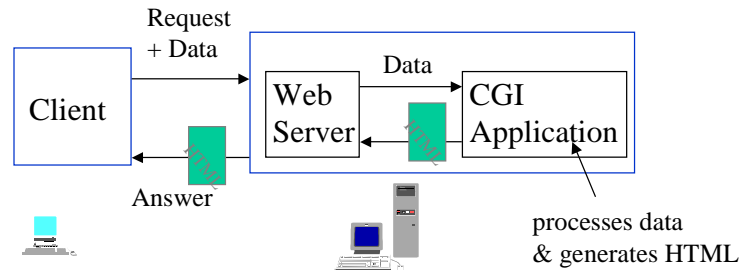 Request
+ Data
Client
Web
Server
Data
CGI
Application
HTML
HTML
Answer
processes data
& generates HTML